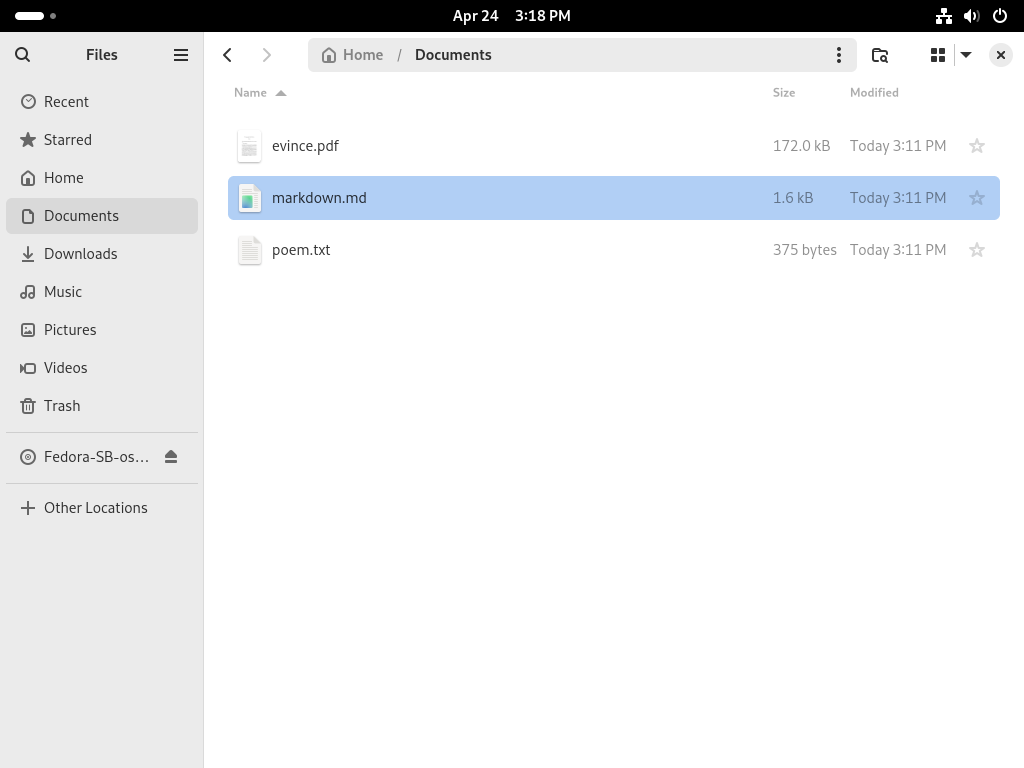 Apr 24 3:18 PM
Files
Home / Documents
Recent
Starred
Home
Documents
Downloads
Music
Pictures
Videos
Trash
Fedora-SB-os…
Other Locations
Name Size Modified
evince.pdf 172.0 kB Today 3:11 PM
markdown.md 1.6 kB Today 3:11 PM
poem.txt 375 bytes Today 3:11 PM